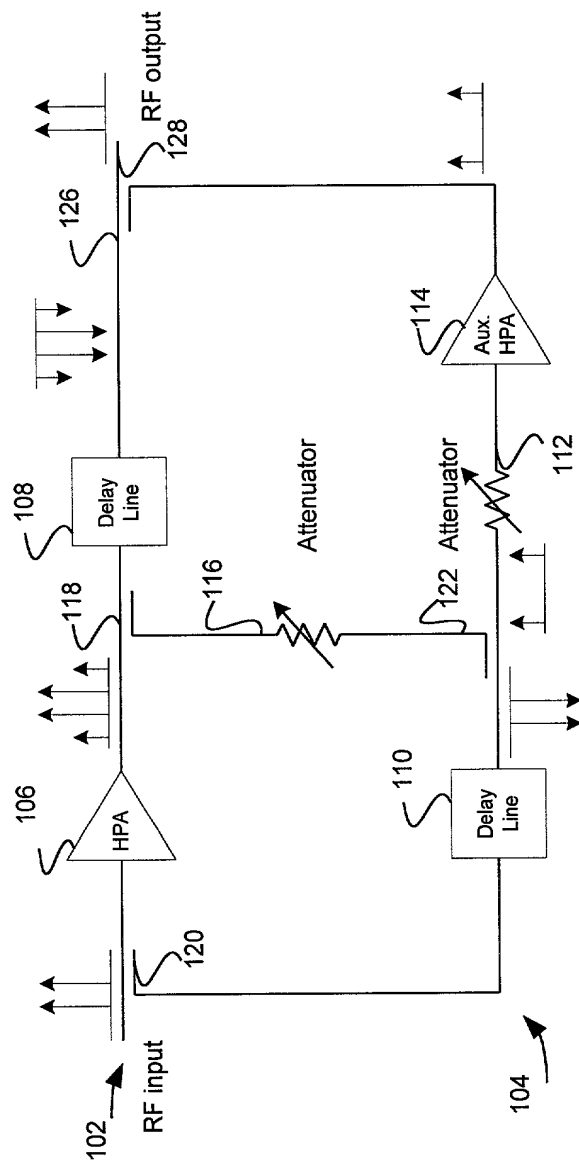 102
RF input
120
106
HPA
118
108
Delay
Line
126
128
RF output
116
Attenuator
122
Attenuator
104
110
Delay
Line
112
114
Aux.
HPA